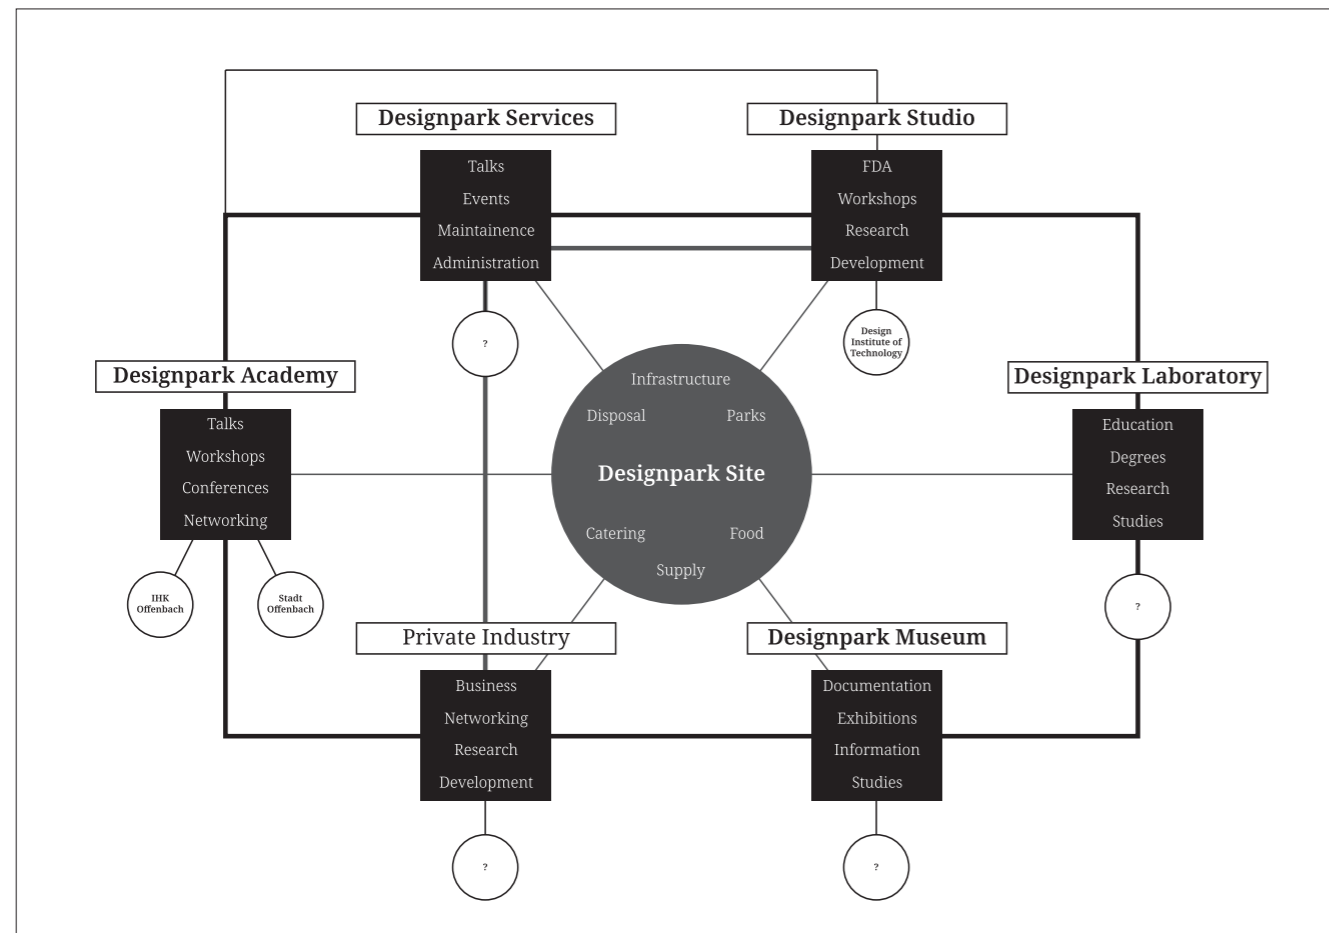 Designpark Services
Talks
Events
Maintainence
Administration
?
Designpark Studio
FDA
Workshops
Research
Development
Design
Institute of
Technology
Designpark Academy
Talks
Workshops
Conferences
Networking
IHK
Offenbach
Stadt
Offenbach
Infrastructure
Disposal Parks
Designpark Site
Catering Food
Supply
Designpark Laboratory
Education
Degrees
Research
Studies
?
Private Industry
Business
Networking
Research
Development
?
Designpark Museum
Documentation
Exhibitions
Information
Studies
?